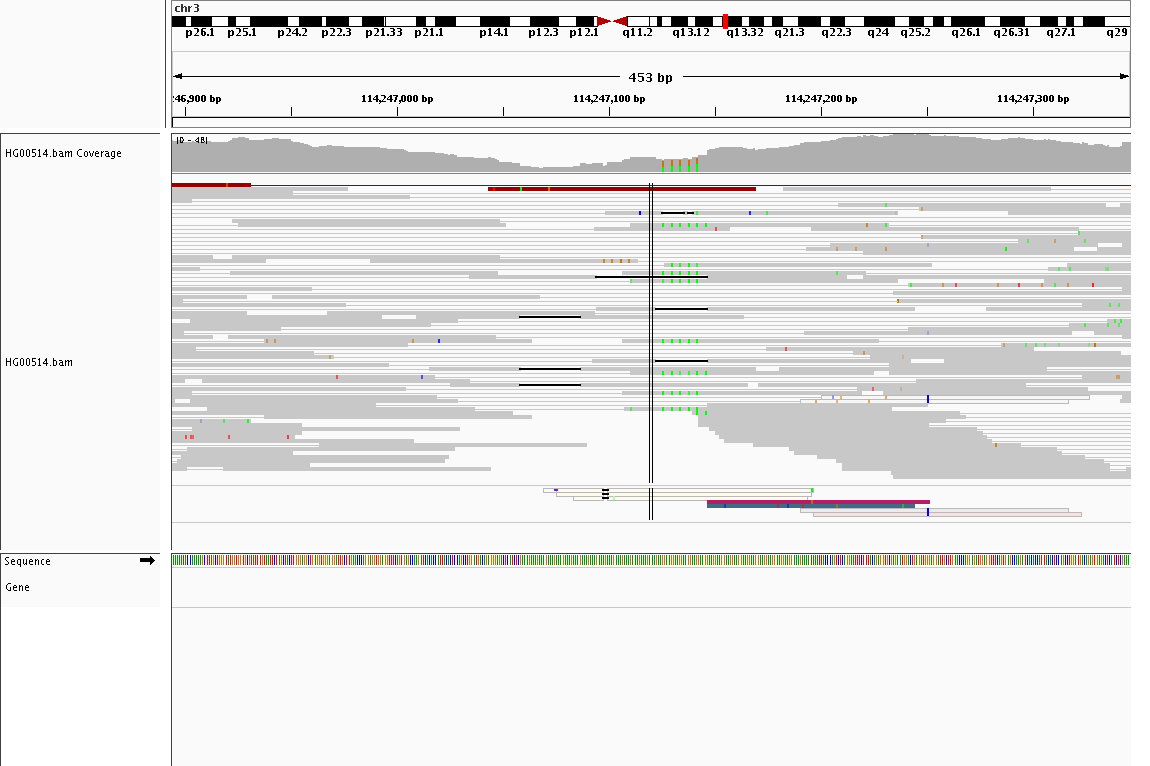 chr3
p26.1 p25.1 p24.2 p22.3 p21.33 p21.1 p14.1 p12.3 p12.1 q11.2 q13.12 q13.32 q21.3 q22.3 q24 q25.2 q26.1 q26.31 q27.1 q29
453 bp
246,900 bp 114,247,000 bp 114,247,100 bp 114,247,200 bp 114,247,300 bp
HG00514.bam Coverage
[0 - 48]
HG00514.bam
Sequence
Gene